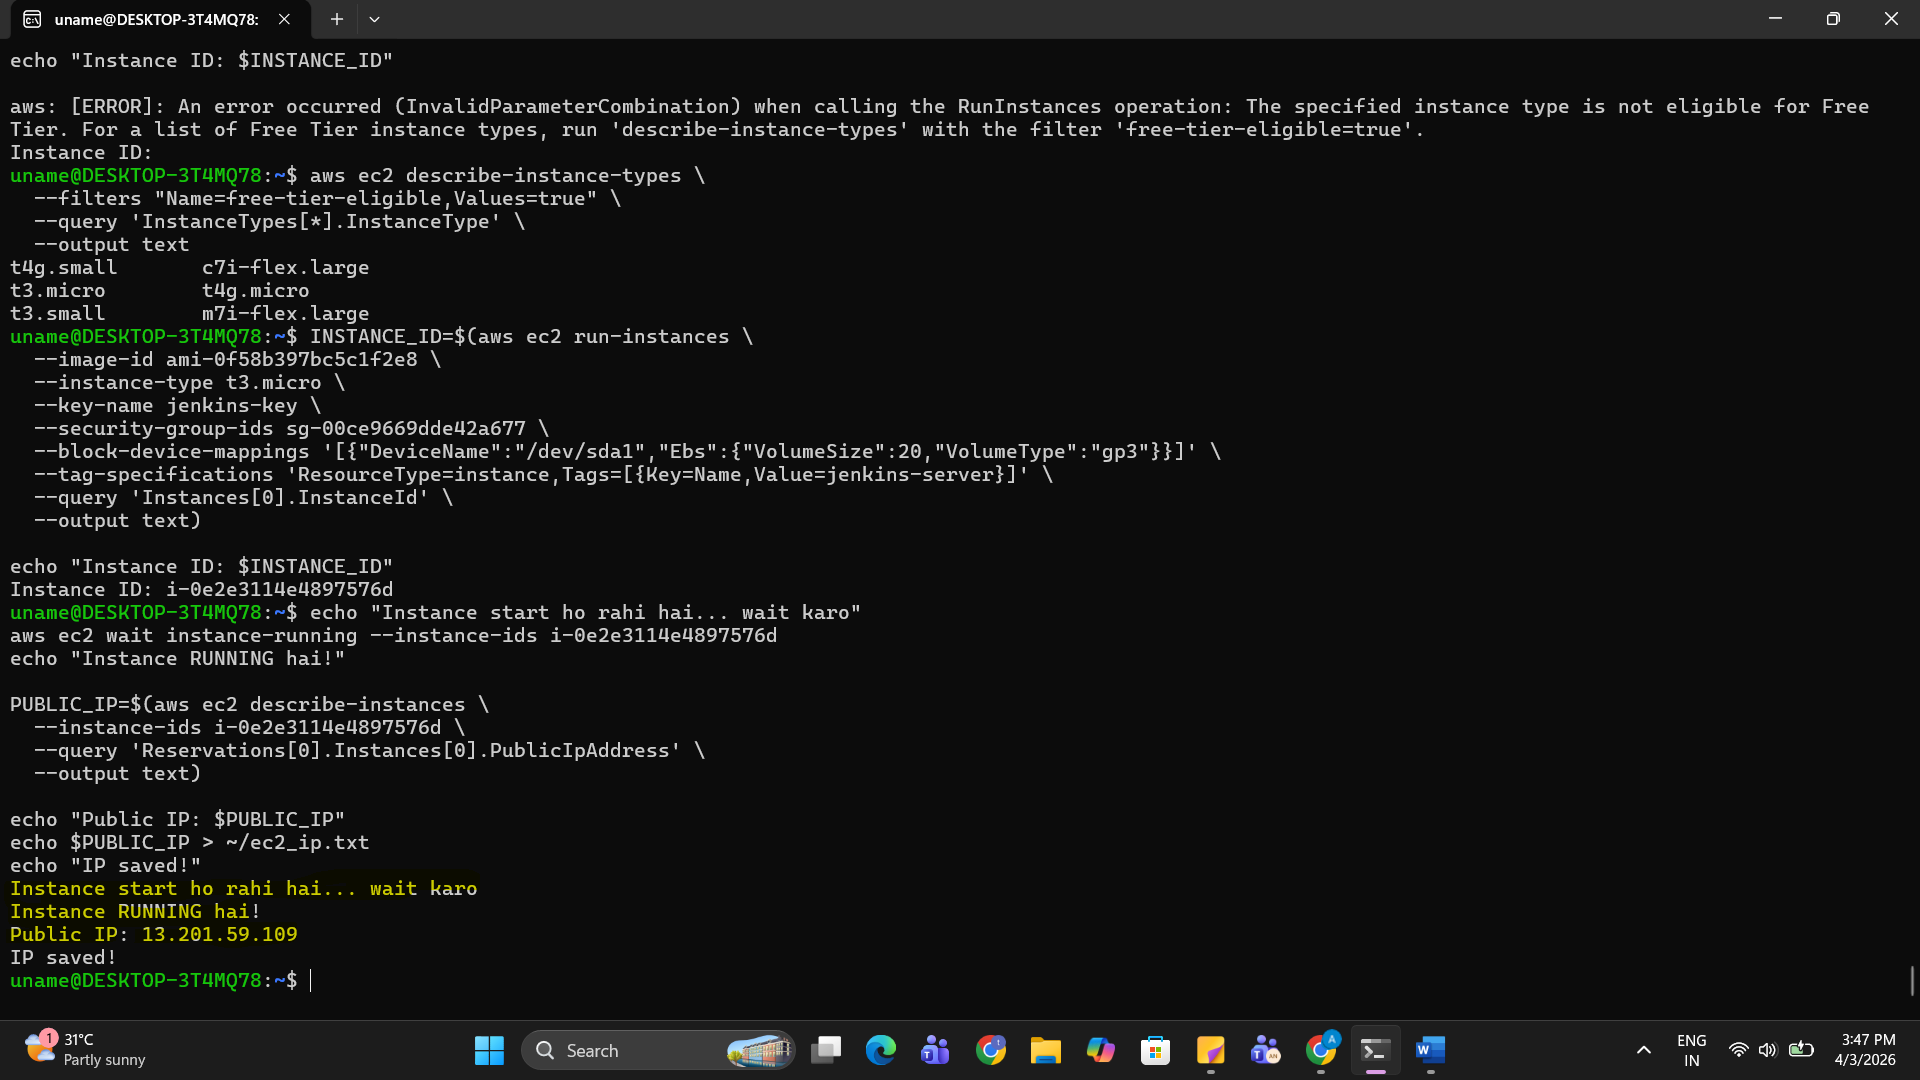 uname@DESKTOP-3T4MQ78:
echo "Instance ID: $INSTANCE_ID"
aws: [ERROR]: An error occurred (InvalidParameterCombination) when calling the RunInstances operation: The specified instance type is not eligible for Free
Tier. For a list of Free Tier instance types, run 'describe-instance-types' with the filter 'free-tier-eligible=true'.
Instance ID:
uname@DESKTOP-3T4MQ78:~$ aws ec2 describe-instance-types \
  --filters "Name=free-tier-eligible,Values=true" \
  --query 'InstanceTypes[*].InstanceType' \
  --output text
t4g.small       c7i-flex.large
t3.micro        t4g.micro
t3.small        m7i-flex.large
uname@DESKTOP-3T4MQ78:~$ INSTANCE_ID=$(aws ec2 run-instances \
  --image-id ami-0f58b397bc5c1f2e8 \
  --instance-type t3.micro \
  --key-name jenkins-key \
  --security-group-ids sg-00ce9669dde42a677 \
  --block-device-mappings '[{"DeviceName":"/dev/sda1","Ebs":{"VolumeSize":20,"VolumeType":"gp3"}}]' \
  --tag-specifications 'ResourceType=instance,Tags=[{Key=Name,Value=jenkins-server}]' \
  --query 'Instances[0].InstanceId' \
  --output text)
echo "Instance ID: $INSTANCE_ID"
Instance ID: i-0e2e3114e4897576d
uname@DESKTOP-3T4MQ78:~$ echo "Instance start ho rahi hai... wait karo"
aws ec2 wait instance-running --instance-ids i-0e2e3114e4897576d
echo "Instance RUNNING hai!"
PUBLIC_IP=$(aws ec2 describe-instances \
  --instance-ids i-0e2e3114e4897576d \
  --query 'Reservations[0].Instances[0].PublicIpAddress' \
  --output text)
echo "Public IP: $PUBLIC_IP"
echo $PUBLIC_IP > ~/ec2_ip.txt
echo "IP saved!"
Instance start ho rahi hai... wait karo
Instance RUNNING hai!
Public IP: 13.201.59.109
IP saved!
uname@DESKTOP-3T4MQ78:~$
1
31°C
Partly sunny
Search
ENG
IN
3:47 PM
4/3/2026